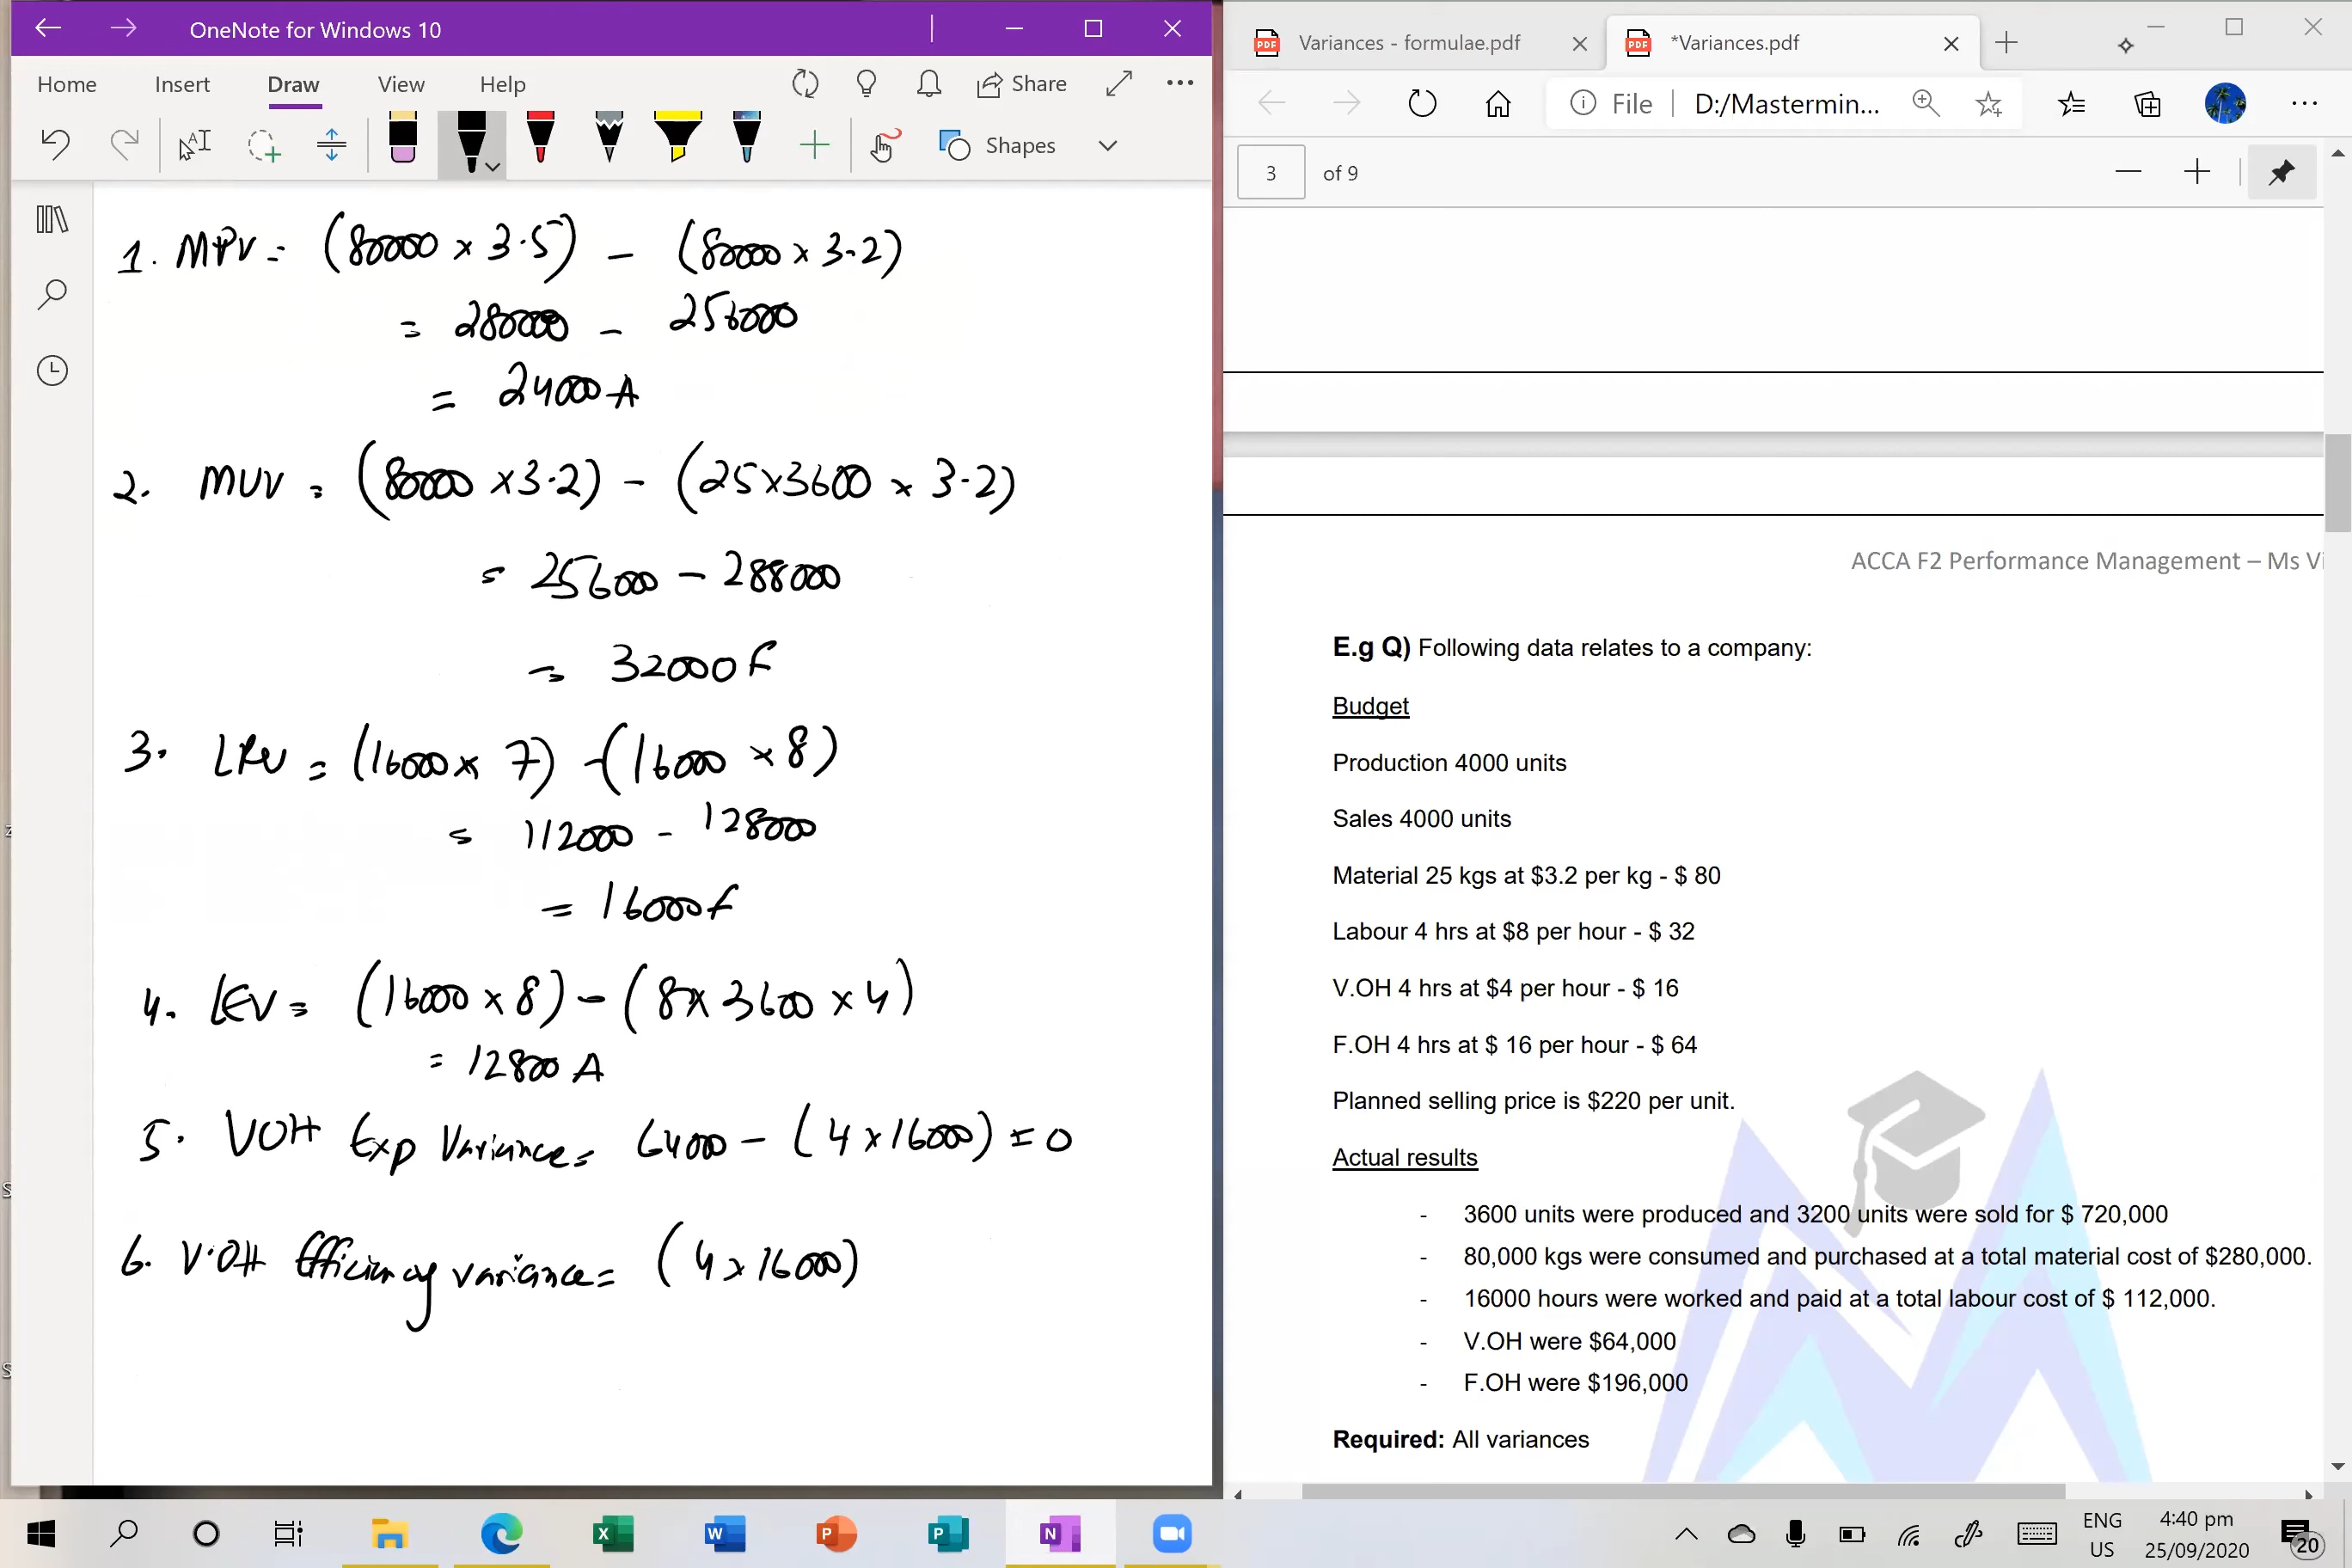 OneNote for Windows 10
Home Insert Draw View Help Share
Shapes
1. MPV = (80000 × 3.5) - (80000 × 3.2)
= 280000 - 256000
= 24000 A
2. MUV = (80000 × 3.2) - (25×3600 × 3.2)
= 256000 - 288000
= 32000 F
3. LRV = (16000 × 7) - (16000 × 8)
= 112000 - 128000
= 16000 F
4. LEV = (16000 × 8) - (8 × 3600 × 4)
= 12800 A
5. VOH Exp Variance = 64000 - (4 × 16000) = 0
6. V.OH Efficiency variance = (4 × 16000)
Variances - formulae.pdf *Variances.pdf
File D:/Mastermin...
3 of 9
ACCA F2 Performance Management – Ms Vi
E.g Q) Following data relates to a company:
Budget
Production 4000 units
Sales 4000 units
Material 25 kgs at $3.2 per kg - $ 80
Labour 4 hrs at $8 per hour - $ 32
V.OH 4 hrs at $4 per hour - $ 16
F.OH 4 hrs at $ 16 per hour - $ 64
Planned selling price is $220 per unit.
Actual results
- 3600 units were produced and 3200 units were sold for $ 720,000
- 80,000 kgs were consumed and purchased at a total material cost of $280,000.
- 16000 hours were worked and paid at a total labour cost of $ 112,000.
- V.OH were $64,000
- F.OH were $196,000
Required: All variances
ENG 4:40 pm
US 25/09/2020 20